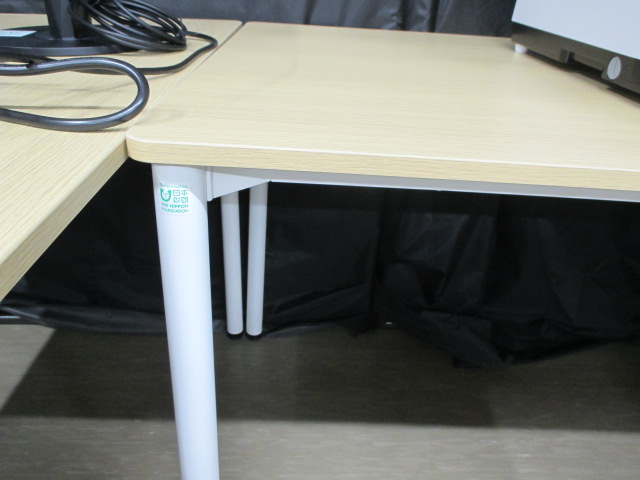 日本
財団
THE NIPPON
FOUNDATION